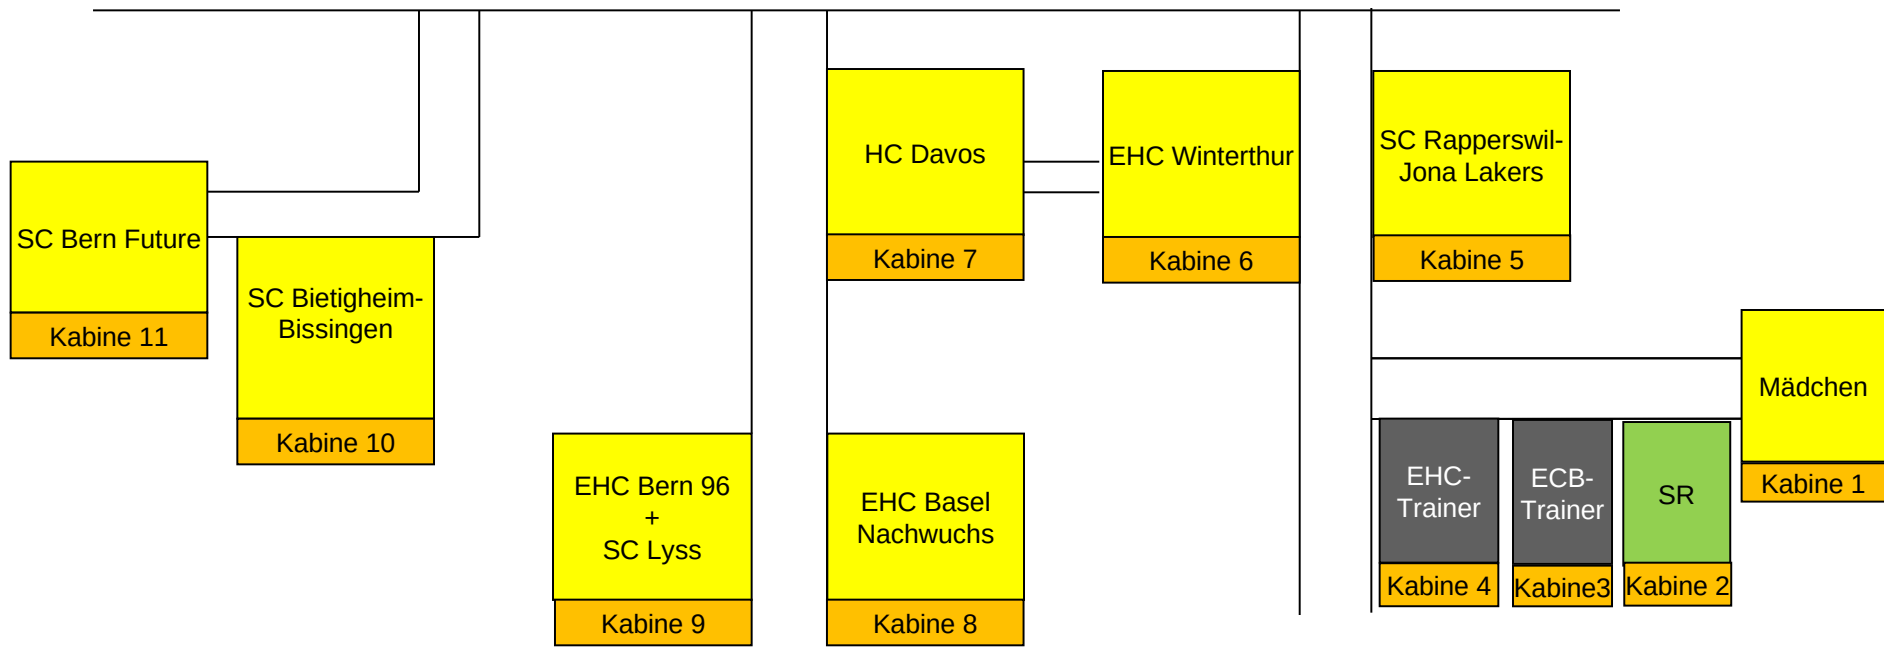 SC Bern Future
Kabine 11
SC Bietigheim-
Bissingen
Kabine 10
EHC Bern 96
+
SC Lyss
Kabine 9
HC Davos
Kabine 7
EHC Basel
Nachwuchs
Kabine 8
EHC Winterthur
Kabine 6
SC Rapperswil-
Jona Lakers
Kabine 5
EHC-
Trainer
Kabine 4
ECB-
Trainer
Kabine3
SR
Kabine 2
Mädchen
Kabine 1